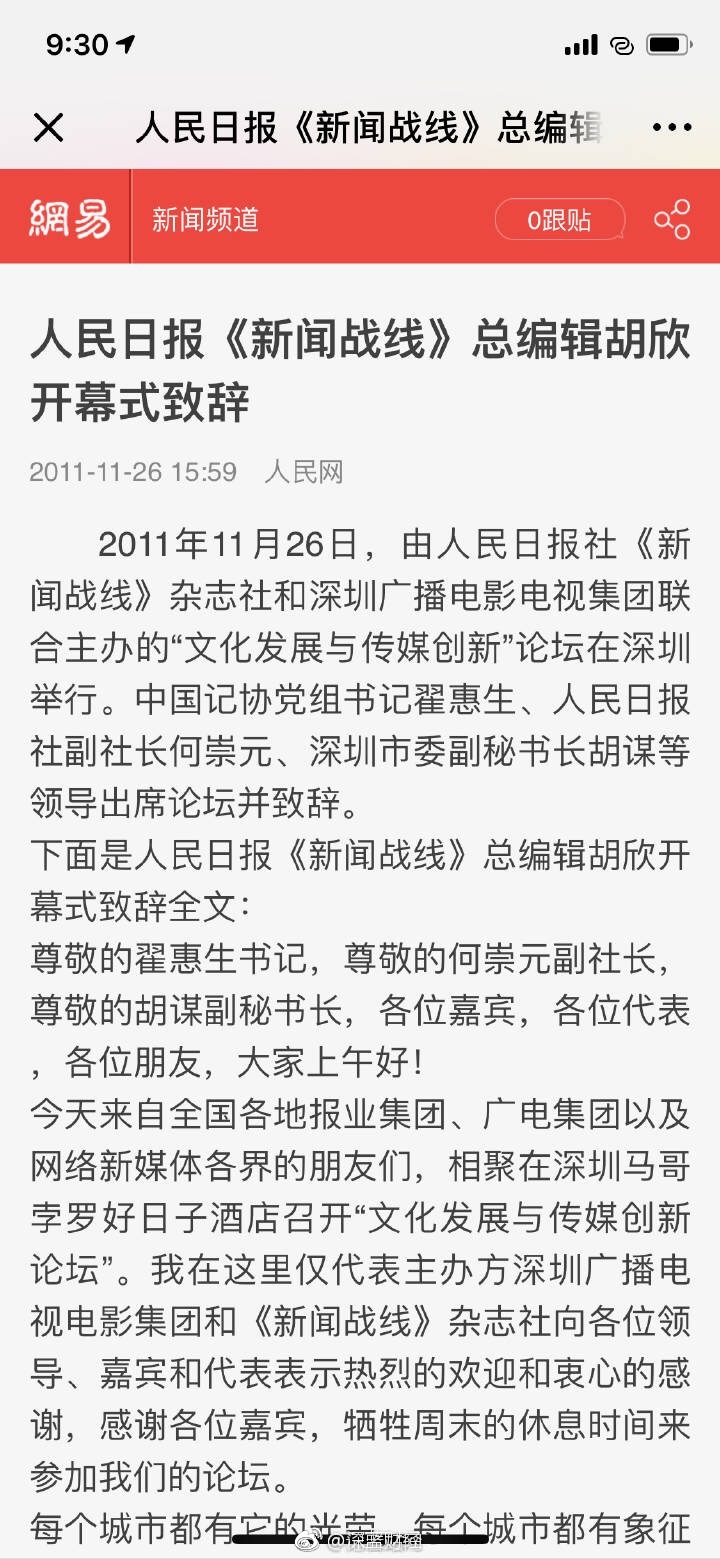 9:30
人民日报《新闻战线》总编辑
網易
新闻频道
0跟贴
人民日报《新闻战线》总编辑胡欣
开幕式致辞
2011-11-26 15:59 人民网
2011年11月26日，由人民日报社《新
闻战线》杂志社和深圳广播电影电视集团联
合主办的“文化发展与传媒创新”论坛在深圳
举行。中国记协党组书记翟惠生、人民日报
社副社长何崇元、深圳市委副秘书长胡谋等
领导出席论坛并致辞。
下面是人民日报《新闻战线》总编辑胡欣开
幕式致辞全文：
尊敬的翟惠生书记，尊敬的何崇元副社长，
尊敬的胡谋副秘书长，各位嘉宾，各位代表
，各位朋友，大家上午好！
今天来自全国各地报业集团、广电集团以及
网络新媒体各界的朋友们，相聚在深圳马哥
孛罗好日子酒店召开“文化发展与传媒创新
论坛”。我在这里仅代表主办方深圳广播电
视电影集团和《新闻战线》杂志社向各位领
导、嘉宾和代表表示热烈的欢迎和衷心的感
谢，感谢各位嘉宾，牺牲周末的休息时间来
参加我们的论坛。
每个城市都有它的光荣，每个城市都有象征
@深蓝财经